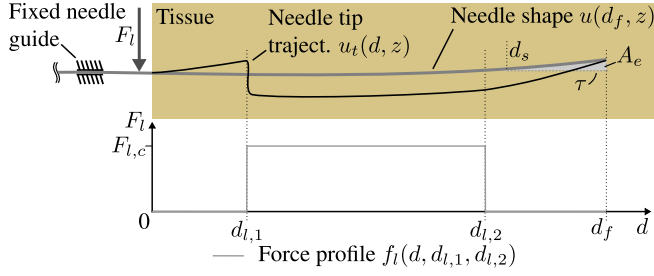 Fixed needle guide
F_l
Tissue
Needle tip traject. u_t(d, z)
Needle shape u(d_f, z)
d_s
A_e
τ
F_l
F_{l,c}
0
d_{l,1}
d_{l,2}
d_f
d
Force profile f_l(d, d_{l,1}, d_{l,2})